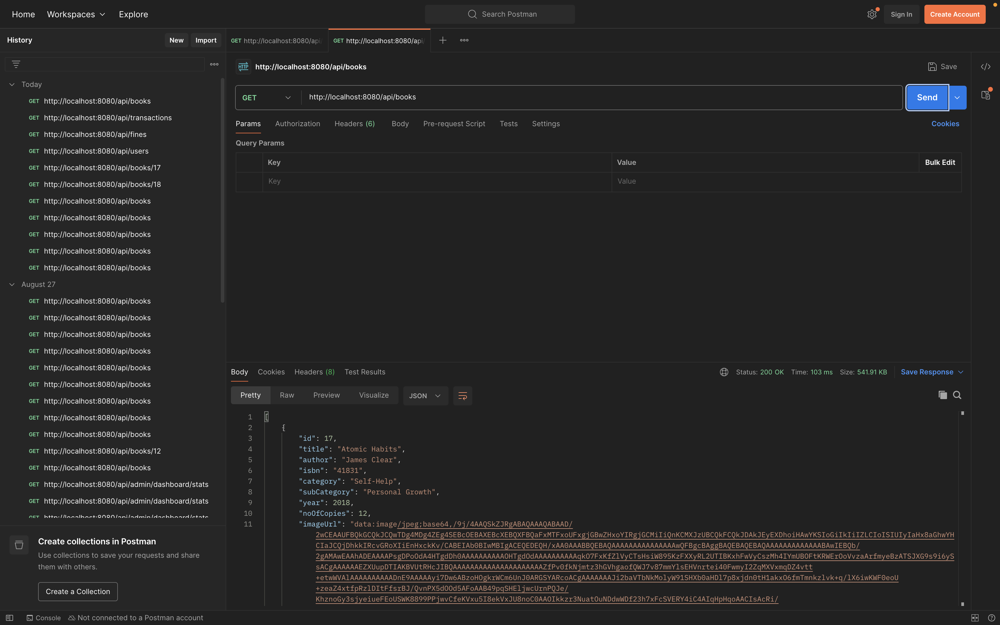 Home Workspaces Explore
Search Postman
Sign In Create Account
History New Import
GET http://localhost:8080/api/ GET http://localhost:8080/api/
HTTP http://localhost:8080/api/books
Save
GET http://localhost:8080/api/books Send
Params Authorization Headers (6) Body Pre-request Script Tests Settings Cookies
Query Params
Key Value Bulk Edit
Key Value
Today
GET http://localhost:8080/api/books
GET http://localhost:8080/api/transactions
GET http://localhost:8080/api/fines
GET http://localhost:8080/api/users
GET http://localhost:8080/api/books/17
GET http://localhost:8080/api/books/18
GET http://localhost:8080/api/books
GET http://localhost:8080/api/books
GET http://localhost:8080/api/books
GET http://localhost:8080/api/books
GET http://localhost:8080/api/books
August 27
GET http://localhost:8080/api/books
GET http://localhost:8080/api/books
GET http://localhost:8080/api/books
GET http://localhost:8080/api/books
GET http://localhost:8080/api/books
GET http://localhost:8080/api/books
GET http://localhost:8080/api/books
GET http://localhost:8080/api/books
GET http://localhost:8080/api/books
GET http://localhost:8080/api/books/12
GET http://localhost:8080/api/books
GET http://localhost:8080/api/admin/dashboard/stats
GET http://localhost:8080/api/admin/dashboard/stats
GET http://localhost:8080/api/admin/dashboard/stats
Create collections in Postman
Use collections to save your requests and share
them with others.
Create a Collection
Body Cookies Headers (8) Test Results
Status: 200 OK Time: 103 ms Size: 541.91 KB Save Response
Pretty Raw Preview Visualize JSON
1 [
2 {
3 "id": 17,
4 "title": "Atomic Habits",
5 "author": "James Clear",
6 "isbn": "41831",
7 "category": "Self-Help",
8 "subCategory": "Personal Growth",
9 "year": 2018,
10 "noOfCopies": 12,
11 "imageUrl": "data:image/jpeg;base64,/9j/4AAQSkZJRgABAQAAAQABAAD/
Console Not connected to a Postman account